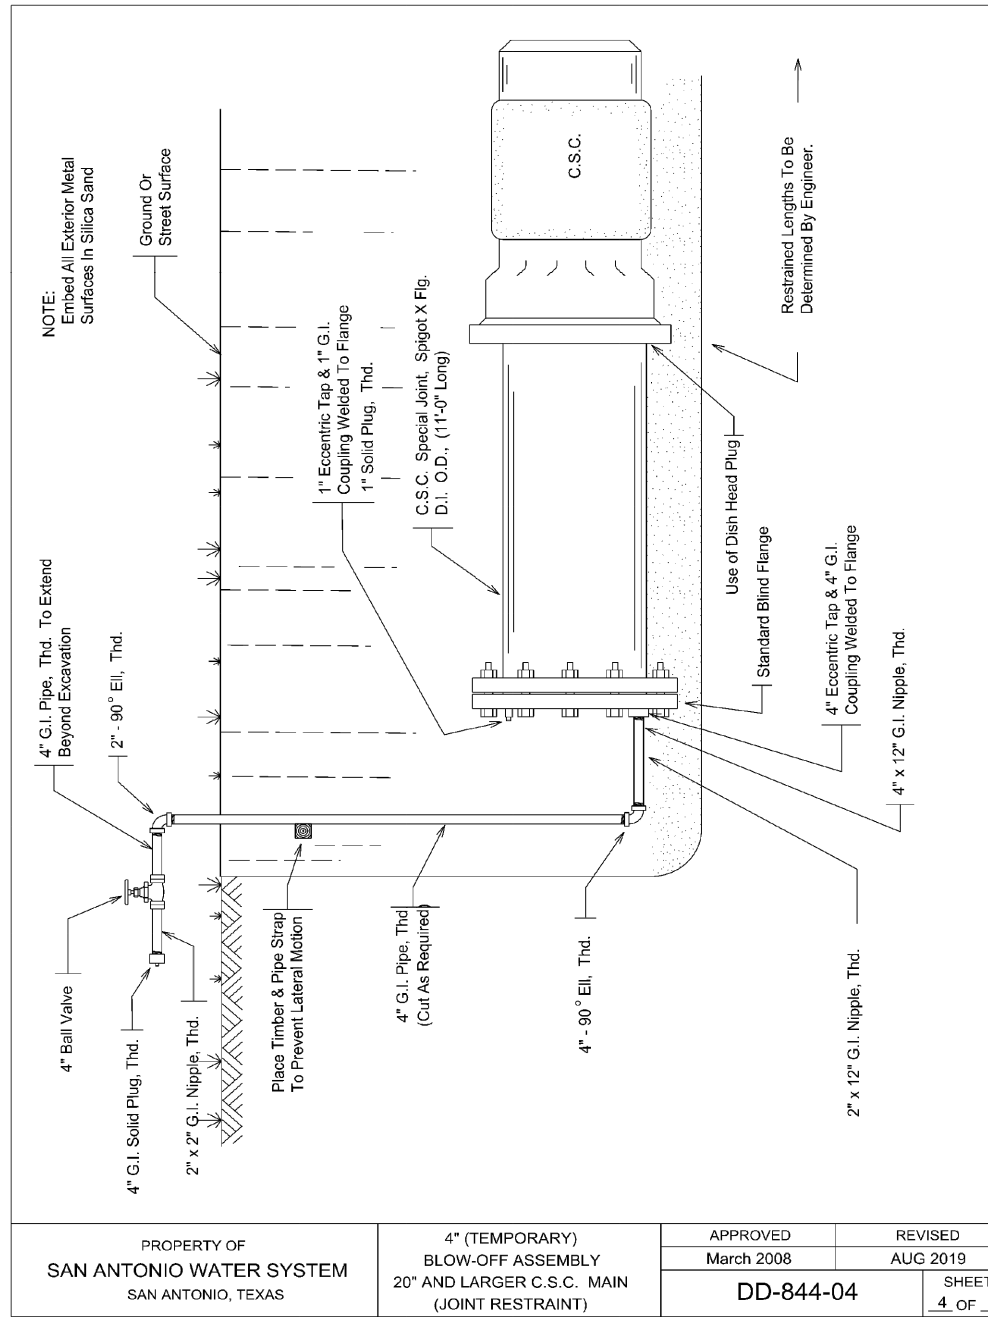 NOTE:
Embed All Exterior Metal
Surfaces In Silica Sand
Ground Or
Street Surface
1" Eccentric Tap & 1" G.I.
Coupling Welded To Flange
1" Solid Plug, Thd.
C.S.C. Special Joint, Spigot X Flg.
D.I. O.D., (11'-0" Long)
C.S.C.
Restrained Lengths To Be
Determined By Engineer.
4" G.I. Pipe, Thd. To Extend
Beyond Excavation
2" - 90° Ell, Thd.
Use of Dish Head Plug
Standard Blind Flange
4" Eccentric Tap & 4" G.I.
Coupling Welded To Flange
4" x 12" G.I. Nipple, Thd.
4" Ball Valve
4" G.I. Solid Plug, Thd.
2" x 2" G.I. Nipple, Thd.
Place Timber & Pipe Strap
To Prevent Lateral Motion
4" G.I. Pipe, Thd
(Cut As Required)
4" - 90° Ell, Thd.
2" x 12" G.I. Nipple, Thd.
PROPERTY OF
SAN ANTONIO WATER SYSTEM
SAN ANTONIO, TEXAS
4" (TEMPORARY)
BLOW-OFF ASSEMBLY
20" AND LARGER C.S.C. MAIN
(JOINT RESTRAINT)
APPROVED
REVISED
March 2008
AUG 2019
DD-844-04
SHEET
4 OF